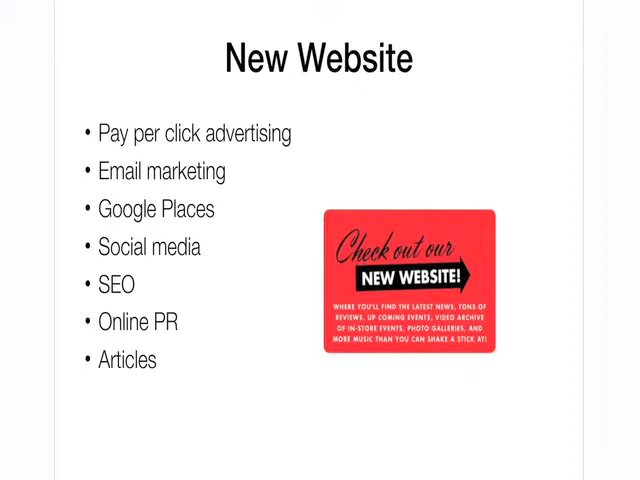 New Website
• Pay per click advertising
• Email marketing
• Google Places
• Social media
• SEO
• Online PR
• Articles
Check out our
NEW WEBSITE!
WHERE YOU'LL FIND THE LATEST NEWS, TONS OF
REVIEWS, UP COMING EVENTS, VIDEO ARCHIVE
OF IN-STORE EVENTS, PHOTO GALLERIES, AND
MORE MUSIC THAN YOU CAN SHAKE A STICK AT!